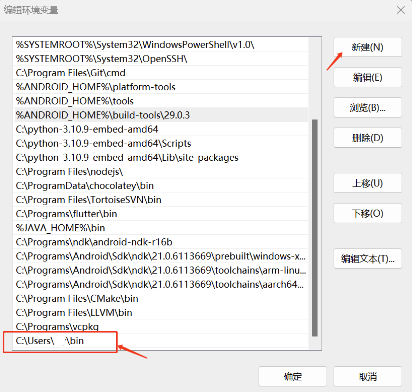 编辑环境变量
%SYSTEMROOT%\System32\WindowsPowerShell\v1.0\
%SYSTEMROOT%\System32\OpenSSH\
C:\Program Files\Git\cmd
%ANDROID_HOME%\platform-tools
%ANDROID_HOME%\tools
%ANDROID_HOME%\build-tools\29.0.3
C:\python-3.10.9-embed-amd64
C:\python-3.10.9-embed-amd64\Scripts
C:\python-3.10.9-embed-amd64\Lib\site-packages
C:\Program Files\nodejs\
C:\ProgramData\chocolatey\bin
C:\Program Files\TortoiseSVN\bin
C:\Programs\flutter\bin
%JAVA_HOME%\bin
C:\Programs\ndk\android-ndk-r16b
C:\Programs\Android\Sdk\ndk\21.0.6113669\prebuilt\windows-x...
C:\Programs\Android\Sdk\ndk\21.0.6113669\toolchains\arm-linu...
C:\Programs\Android\Sdk\ndk\21.0.6113669\toolchains\aarch64...
C:\Program Files\CMake\bin
C:\Program Files\LLVM\bin
C:\Programs\vcpkg
C:\Users\ \bin
新建(N)
编辑(E)
浏览(B)...
删除(D)
上移(U)
下移(O)
编辑文本(T)...
确定
取消